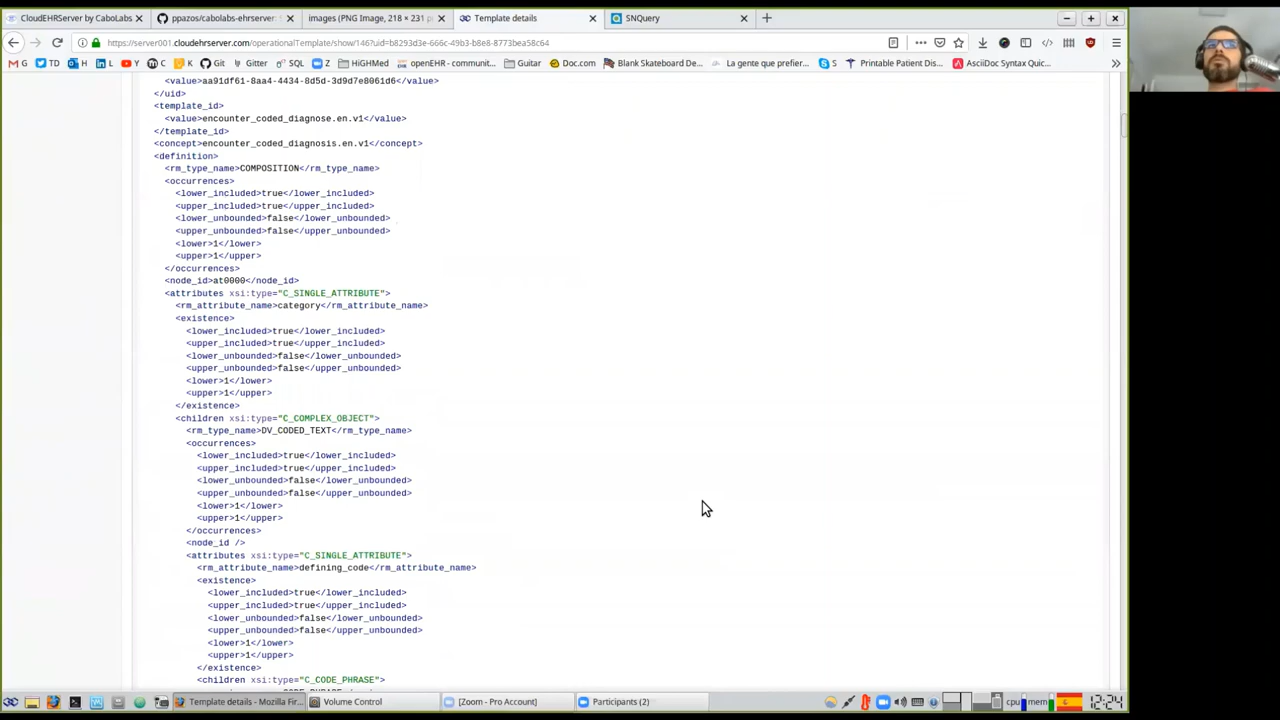 CloudEHRServer by CaboLabs
ppazos/cabolabs-ehrserver:
images (PNG Image, 218 × 231 p
Template details
SNQuery
https://server001.cloudehrserver.com/operationalTemplate/show/146?uid=b8293d3e-666c-49b3-b8e8-8773bea58c64
G TD H L Y C K Git Gitter SQL Z HiGHMed openEHR - communit... Guitar Doc.com Blank Skateboard De... La gente que prefier... S Printable Patient Dis... AsciiDoc Syntax Quic...
<value>aa91df61-8aa4-4434-8d5d-3d9d7e8061d6</value>
</uid>
<template_id>
<value>encounter_coded_diagnose.en.v1</value>
</template_id>
<concept>encounter_coded_diagnosis.en.v1</concept>
<definition>
<rm_type_name>COMPOSITION</rm_type_name>
<occurrences>
<lower_included>true</lower_included>
<upper_included>true</upper_included>
<lower_unbounded>false</lower_unbounded>
<upper_unbounded>false</upper_unbounded>
<lower>1</lower>
<upper>1</upper>
</occurrences>
<node_id>at0000</node_id>
<attributes xsi:type="C_SINGLE_ATTRIBUTE">
<rm_attribute_name>category</rm_attribute_name>
<existence>
<lower_included>true</lower_included>
<upper_included>true</upper_included>
<lower_unbounded>false</lower_unbounded>
<upper_unbounded>false</upper_unbounded>
<lower>1</lower>
<upper>1</upper>
</existence>
<children xsi:type="C_COMPLEX_OBJECT">
<rm_type_name>DV_CODED_TEXT</rm_type_name>
<occurrences>
<lower_included>true</lower_included>
<upper_included>true</upper_included>
<lower_unbounded>false</lower_unbounded>
<upper_unbounded>false</upper_unbounded>
<lower>1</lower>
<upper>1</upper>
</occurrences>
<node_id />
<attributes xsi:type="C_SINGLE_ATTRIBUTE">
<rm_attribute_name>defining_code</rm_attribute_name>
<existence>
<lower_included>true</lower_included>
<upper_included>true</upper_included>
<lower_unbounded>false</lower_unbounded>
<upper_unbounded>false</upper_unbounded>
<lower>1</lower>
<upper>1</upper>
</existence>
<children xsi:type="C_CODE_PHRASE">
Template details - Mozilla Fir...
Volume Control
[Zoom - Pro Account]
Participants (2)
cpu mem 12:24